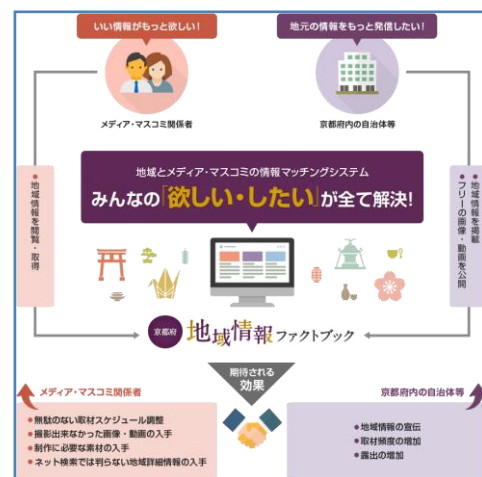 いい情報がもっと欲しい!
地元の情報をもっと発信したい!
メディア・マスコミ関係者
京都府内の自治体等
地域とメディア・マスコミの情報マッチングシステム
みんなの「欲しい・したい」が全て解決!
●地域情報を閲覧・取得
●地域情報を掲載
●フリーの画像・動画を公開
京都府 地域情報ファクトブック
期待される
効果
メディア・マスコミ関係者
●無駄のない取材スケジュール調整
●撮影出来なかった画像・動画の入手
●制作に必要な素材の入手
●ネット検索では判らない地域詳細情報の入手
京都府内の自治体等
●地域情報の宣伝
●取材頻度の増加
●露出の増加